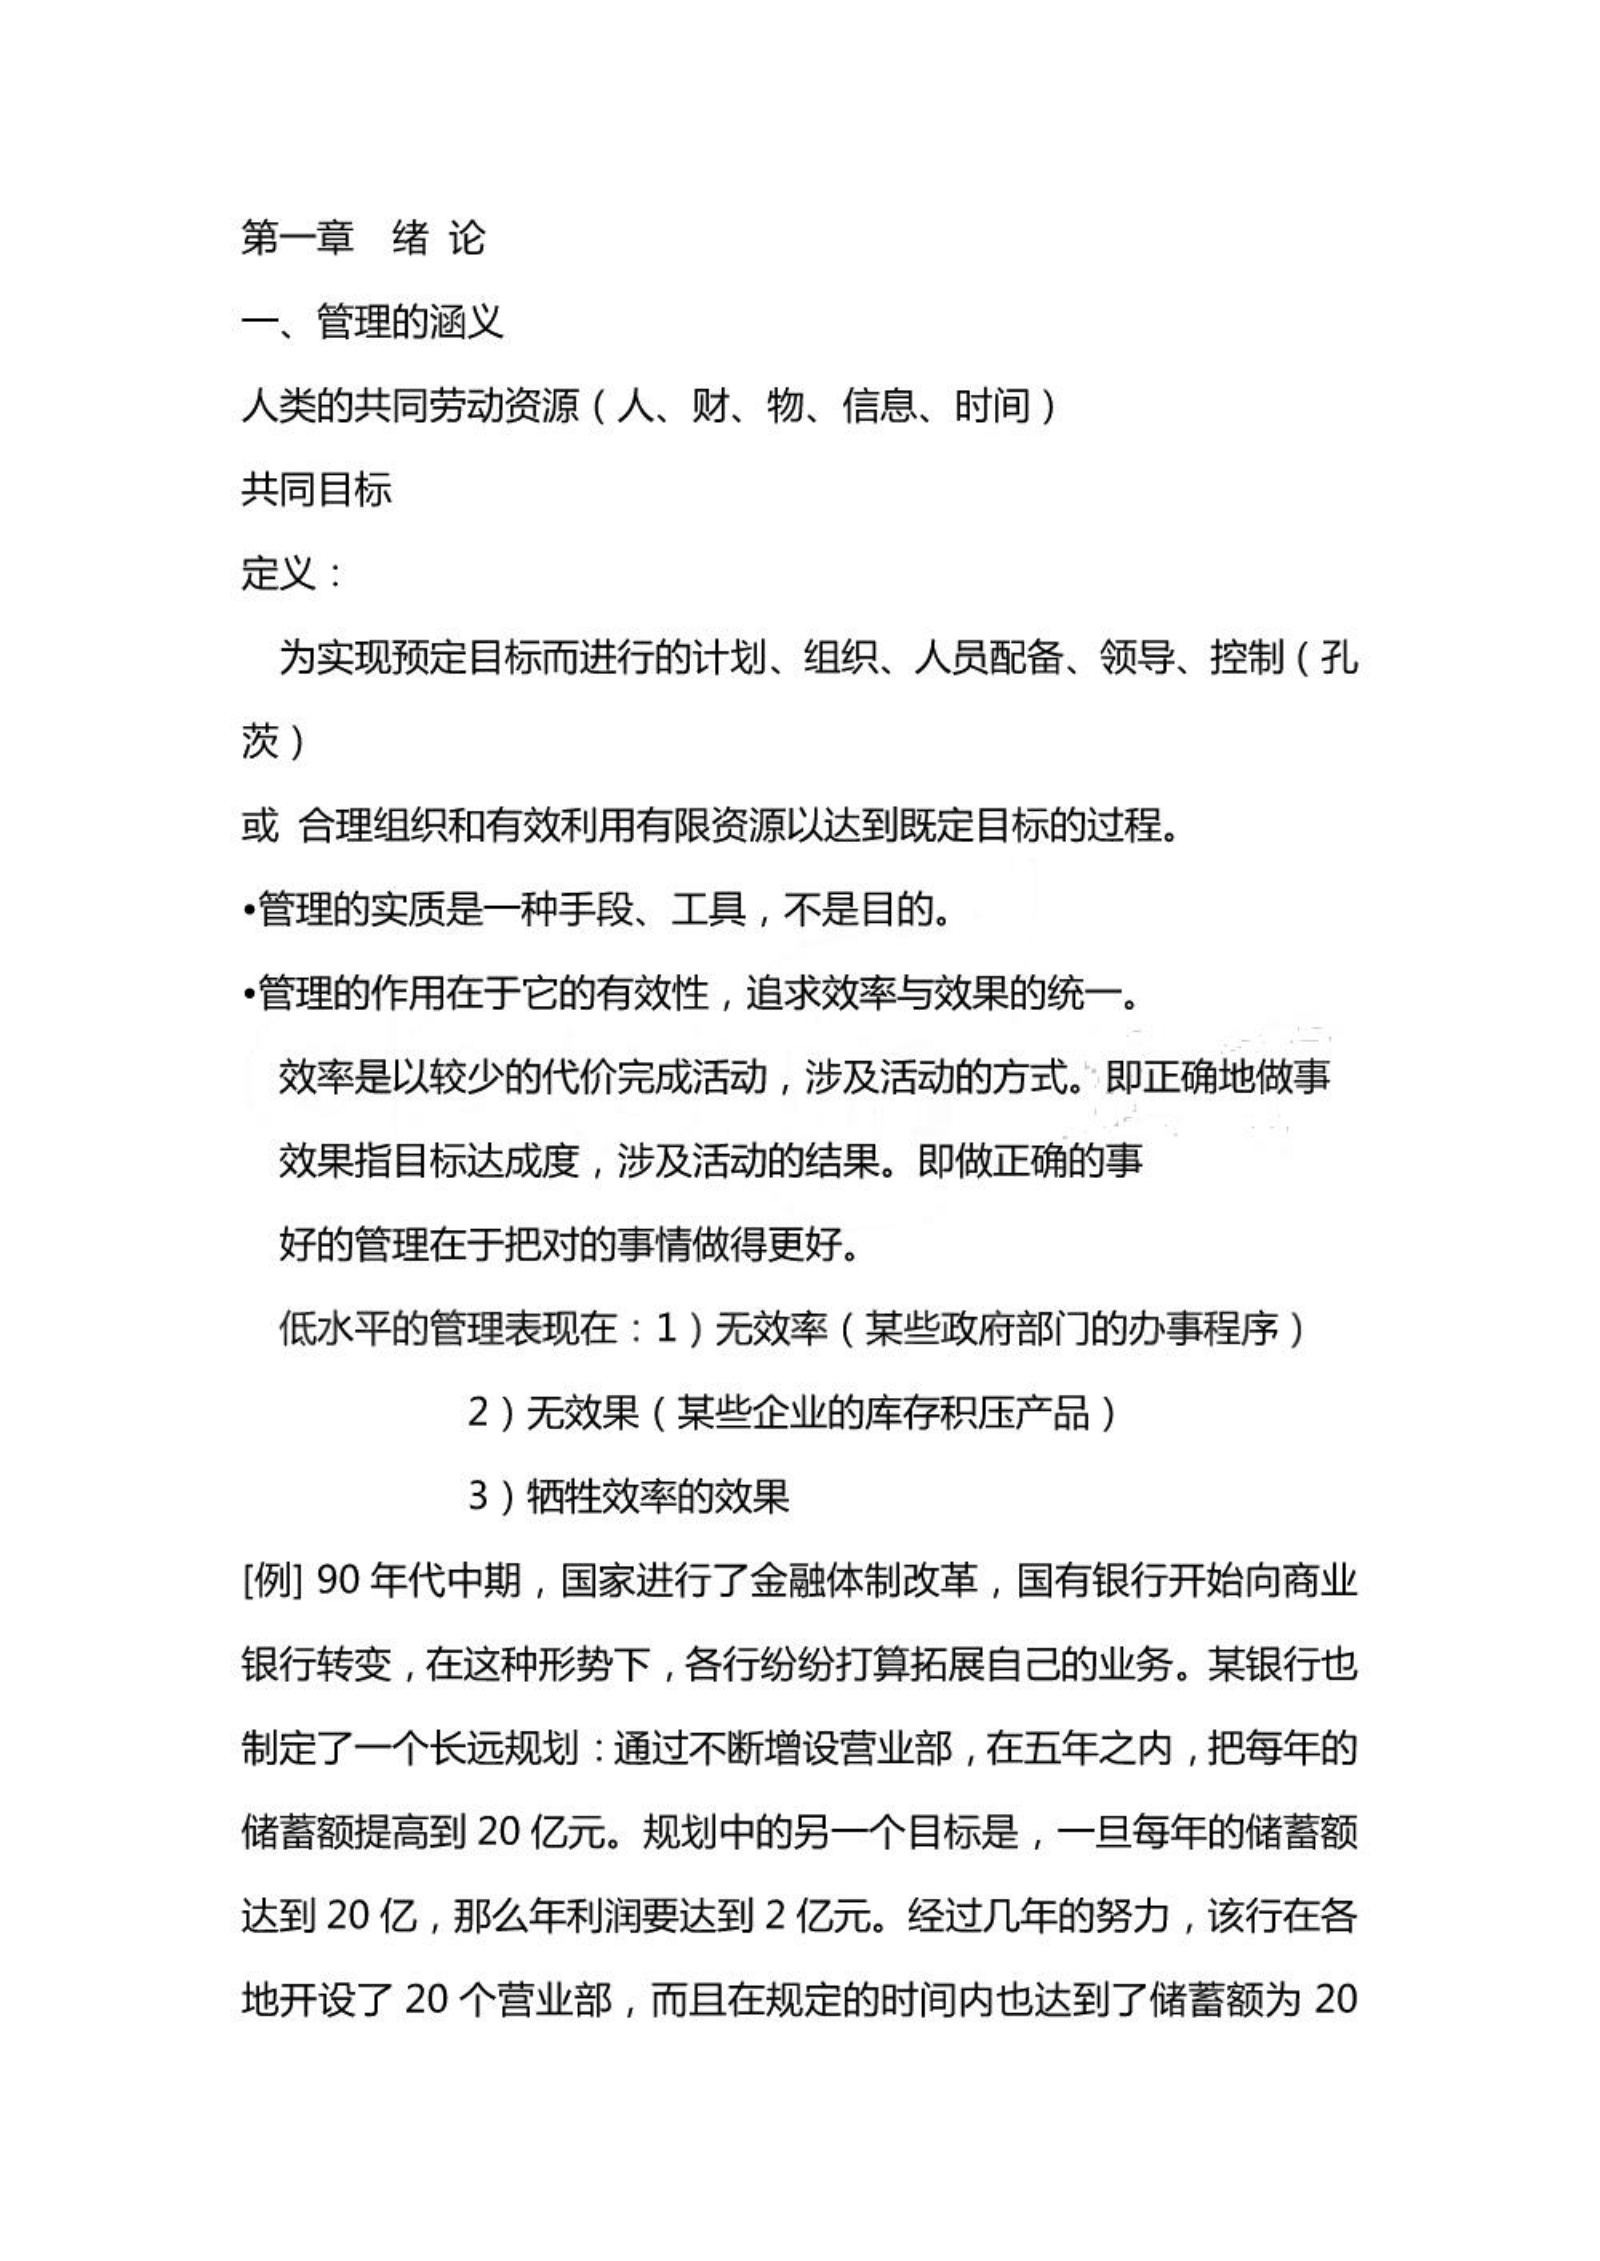 第一章　绪 论
一、管理的涵义
人类的共同劳动资源（人、财、物、信息、时间）
共同目标
定义：
为实现预定目标而进行的计划、组织、人员配备、领导、控制（孔
茨）
或 合理组织和有效利用有限资源以达到既定目标的过程。
•管理的实质是一种手段、工具，不是目的。
•管理的作用在于它的有效性，追求效率与效果的统一。
效率是以较少的代价完成活动，涉及活动的方式。即正确地做事
效果指目标达成度，涉及活动的结果。即做正确的事
好的管理在于把对的事情做得更好。
低水平的管理表现在：1）无效率（某些政府部门的办事程序）
2）无效果（某些企业的库存积压产品）
3）牺牲效率的效果
[例] 90 年代中期，国家进行了金融体制改革，国有银行开始向商业
银行转变，在这种形势下，各行纷纷打算拓展自己的业务。某银行也
制定了一个长远规划：通过不断增设营业部，在五年之内，把每年的
储蓄额提高到 20 亿元。规划中的另一个目标是，一旦每年的储蓄额
达到 20 亿，那么年利润要达到 2 亿元。经过几年的努力，该行在各
地开设了 20 个营业部，而且在规定的时间内也达到了储蓄额为 20